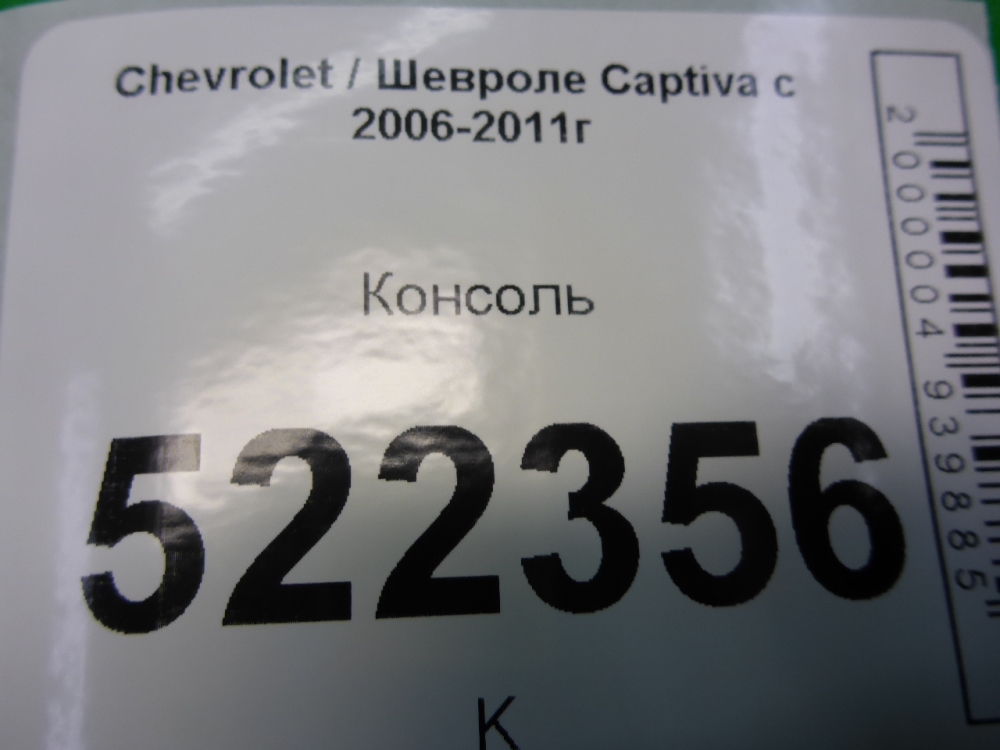 Chevrolet / Шевроле Captiva с
2006-2011г
Консоль
522356
К
2000004939885